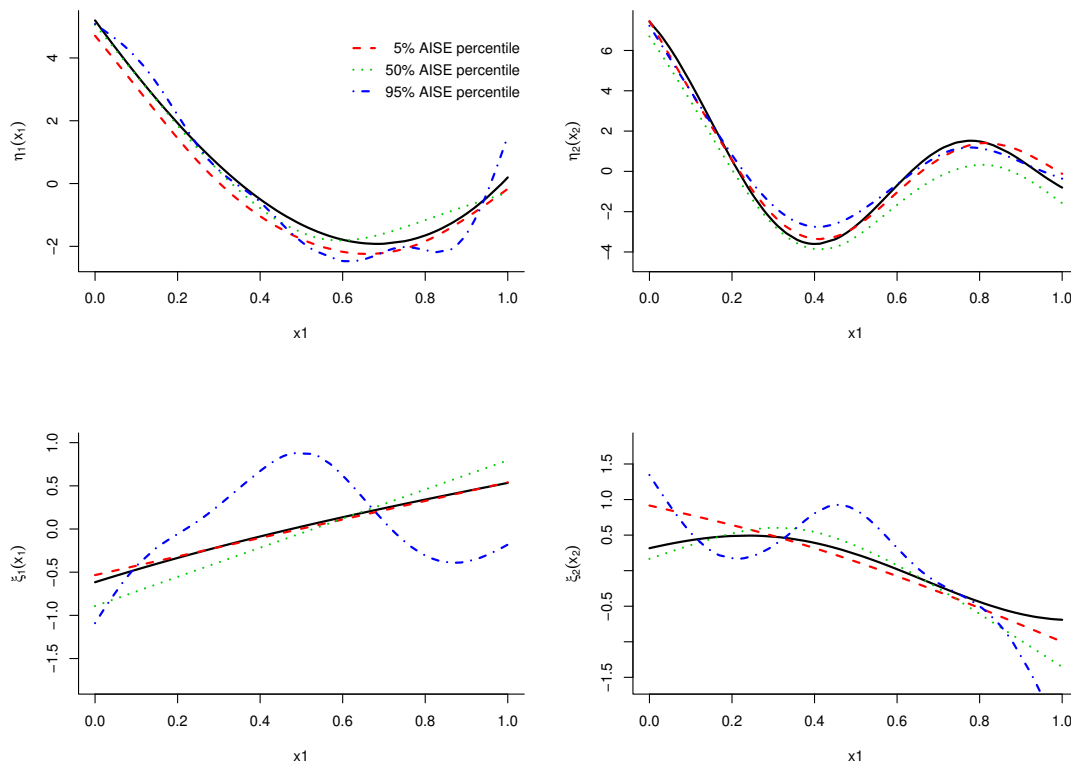 5% AISE percentile
50% AISE percentile
95% AISE percentile
η1(x1)
4
2
0
−2
0.0 0.2 0.4 0.6 0.8 1.0
x1
η2(x2)
6
4
2
0
−2
−4
0.0 0.2 0.4 0.6 0.8 1.0
x1
ξ1(x1)
1.0
0.5
0.0
−0.5
−1.0
−1.5
0.0 0.2 0.4 0.6 0.8 1.0
x1
ξ2(x2)
1.5
1.0
0.5
−0.5
−1.5
0.0 0.2 0.4 0.6 0.8 1.0
x1